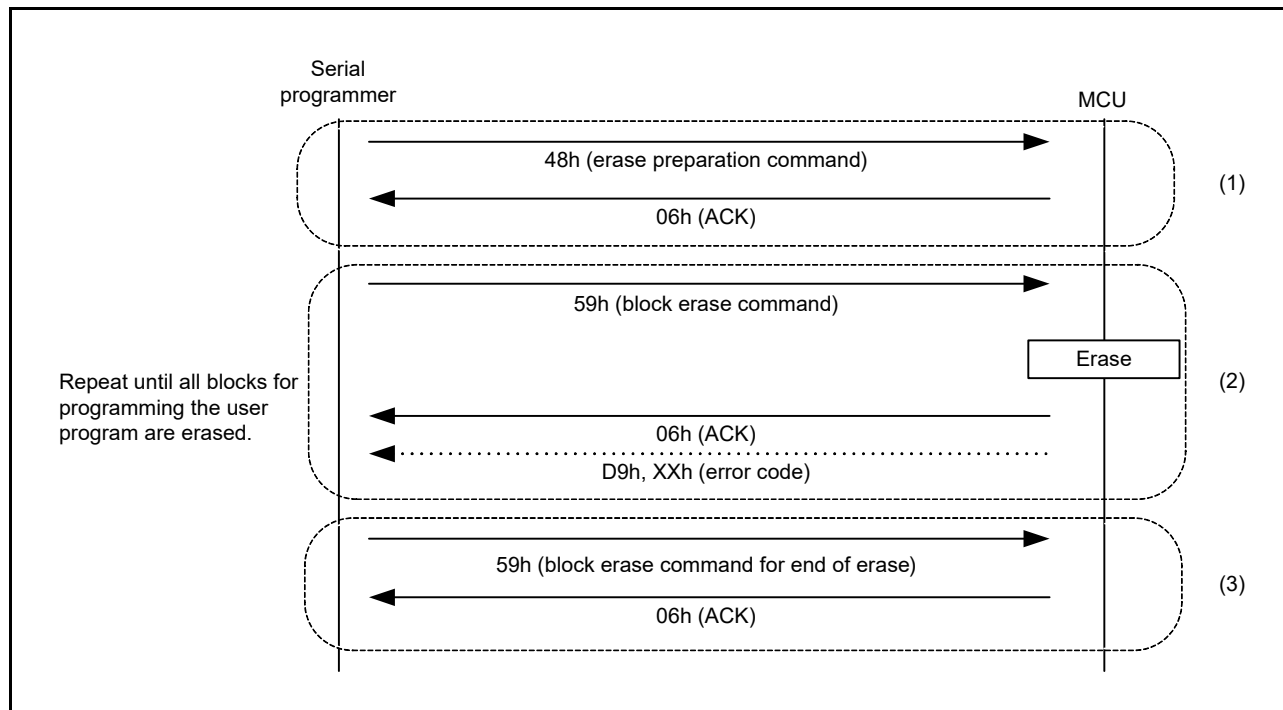 Serial
programmer
MCU
48h (erase preparation command)
06h (ACK)
(1)
59h (block erase command)
Erase
Repeat until all blocks for
programming the user
program are erased.
(2)
06h (ACK)
D9h, XXh (error code)
59h (block erase command for end of erase)
06h (ACK)
(3)